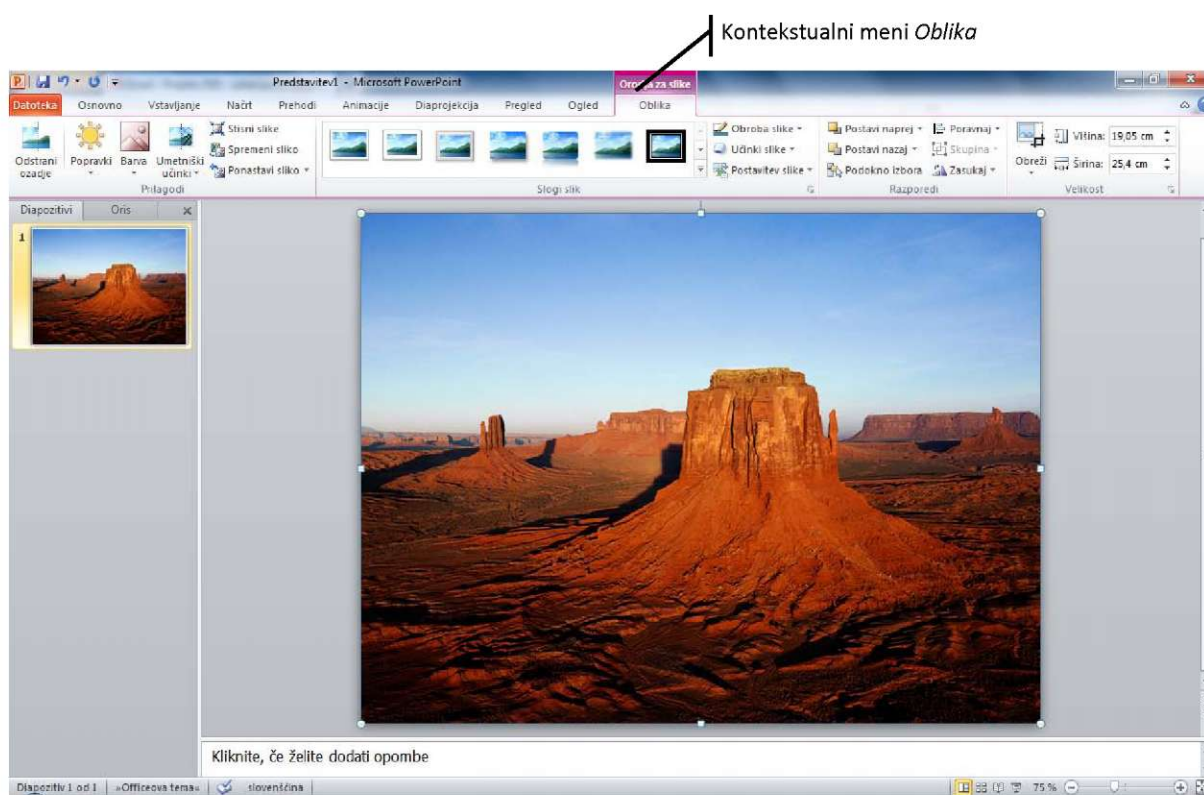 Kontekstualni meni Oblika
Predstavitev1 - Microsoft PowerPoint
Orodja za slike
Datoteka Osnovno Vstavljanje Načrt Prehodi Animacije Diaprojekcija Pregled Ogled Oblika
Odstrani ozadje
Popravki
Barva
Umetniški učinki
Stisni slike
Spremeni sliko
Ponastavi sliko
Prilagodi
Obroba slike
Učinki slike
Postavitev slike
Slogi slik
Postavi naprej
Postavi nazaj
Podokno izbora
Poravnaj
Skupina
Zasukaj
Razporedi
Obreži
Višina: 19,05 cm
Širina: 25,4 cm
Velikost
Diapozitivi Oris
1
Kliknite, če želite dodati opombe
Diapozitiv 1 od 1 »Officeova tema« slovenščina 75 %